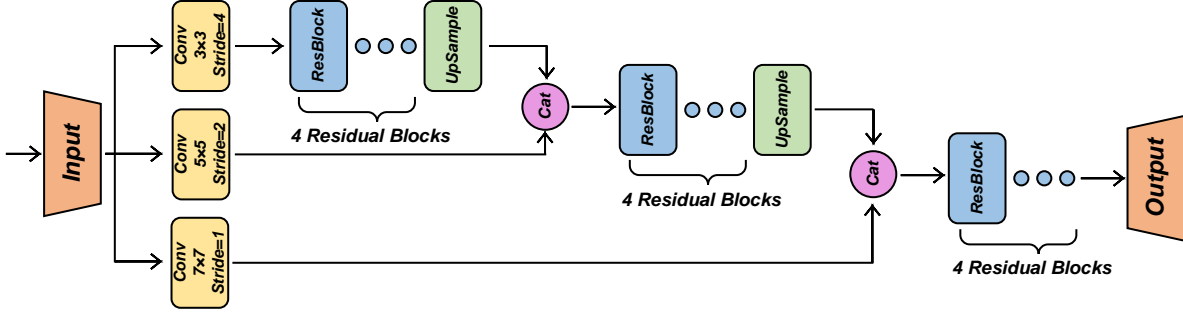 Input
Conv
3×3
Stride=4
ResBlock
UpSample
4 Residual Blocks
Conv
5×5
Stride=2
Cat
ResBlock
UpSample
4 Residual Blocks
Conv
7×7
Stride=1
Cat
ResBlock
4 Residual Blocks
Output